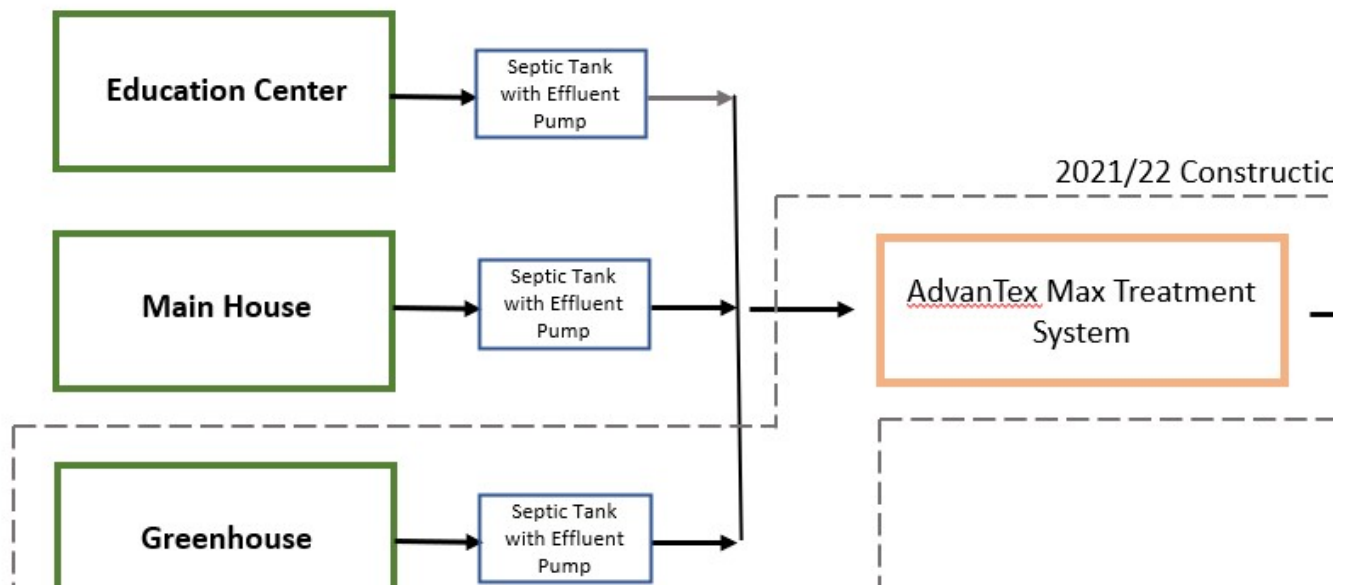 Education Center
Septic Tank
with Effluent
Pump
2021/22 Constructio
Main House
Septic Tank
with Effluent
Pump
AdvanTex Max Treatment
System
Greenhouse
Septic Tank
with Effluent
Pump